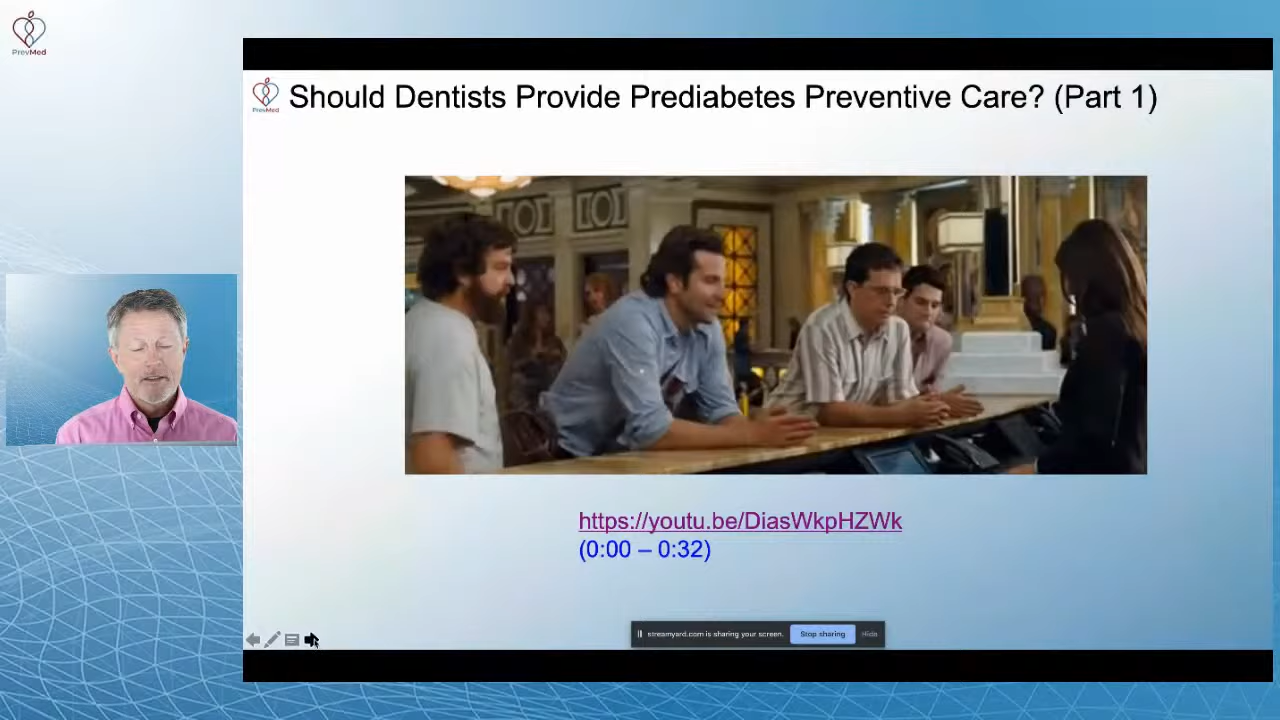 PrevMed
PrevMed
Should Dentists Provide Prediabetes Preventive Care? (Part 1)
https://youtu.be/DiasWkpHZWk
(0:00 – 0:32)
streamyard.com is sharing your screen.
Stop sharing
Hide